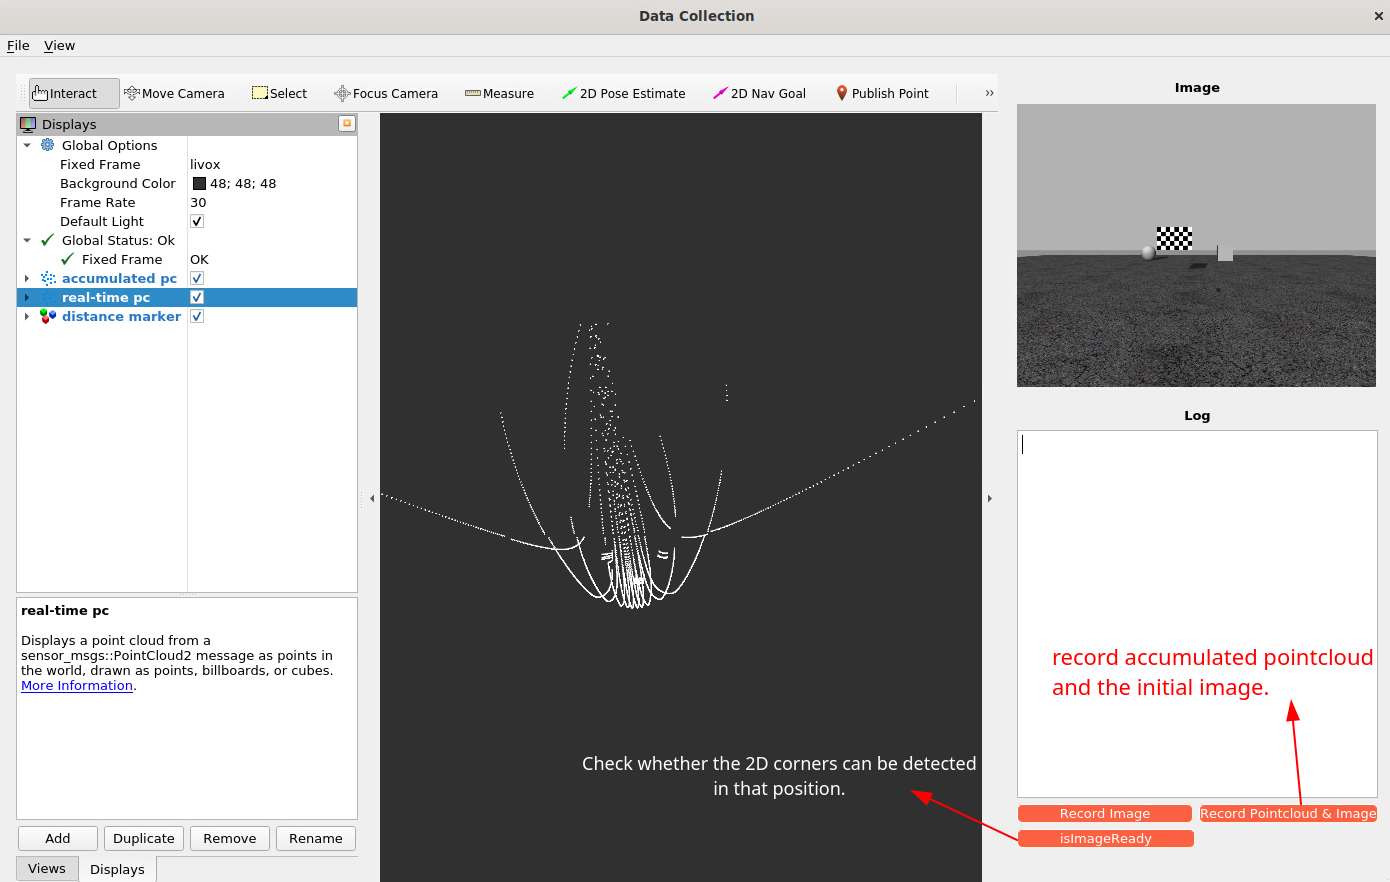 Data Collection
File View
Interact Move Camera Select Focus Camera Measure 2D Pose Estimate 2D Nav Goal Publish Point
Displays
Global Options
Fixed Frame livox
Background Color 48; 48; 48
Frame Rate 30
Default Light
Global Status: Ok
Fixed Frame OK
accumulated pc
real-time pc
distance marker
real-time pc
Displays a point cloud from a
sensor_msgs::PointCloud2 message as points in
the world, drawn as points, billboards, or cubes.
More Information.
Add Duplicate Remove Rename
Views Displays
Check whether the 2D corners can be detected
in that position.
Image
Log
record accumulated pointcloud
and the initial image.
Record Image Record Pointcloud & Image
isImageReady